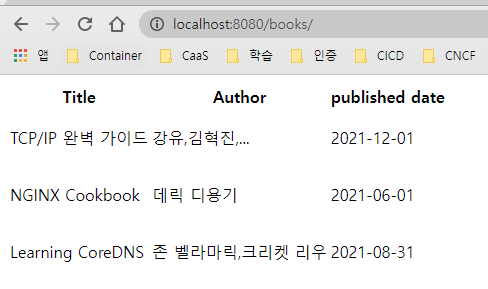 localhost:8080/books/
앱 Container CaaS 학습 인증 CICD CNCF
Title Author published date
TCP/IP 완벽 가이드 강유,김혁진,... 2021-12-01
NGINX Cookbook 데릭 디용기 2021-06-01
Learning CoreDNS 존 벨라마릭,크리켓 리우 2021-08-31